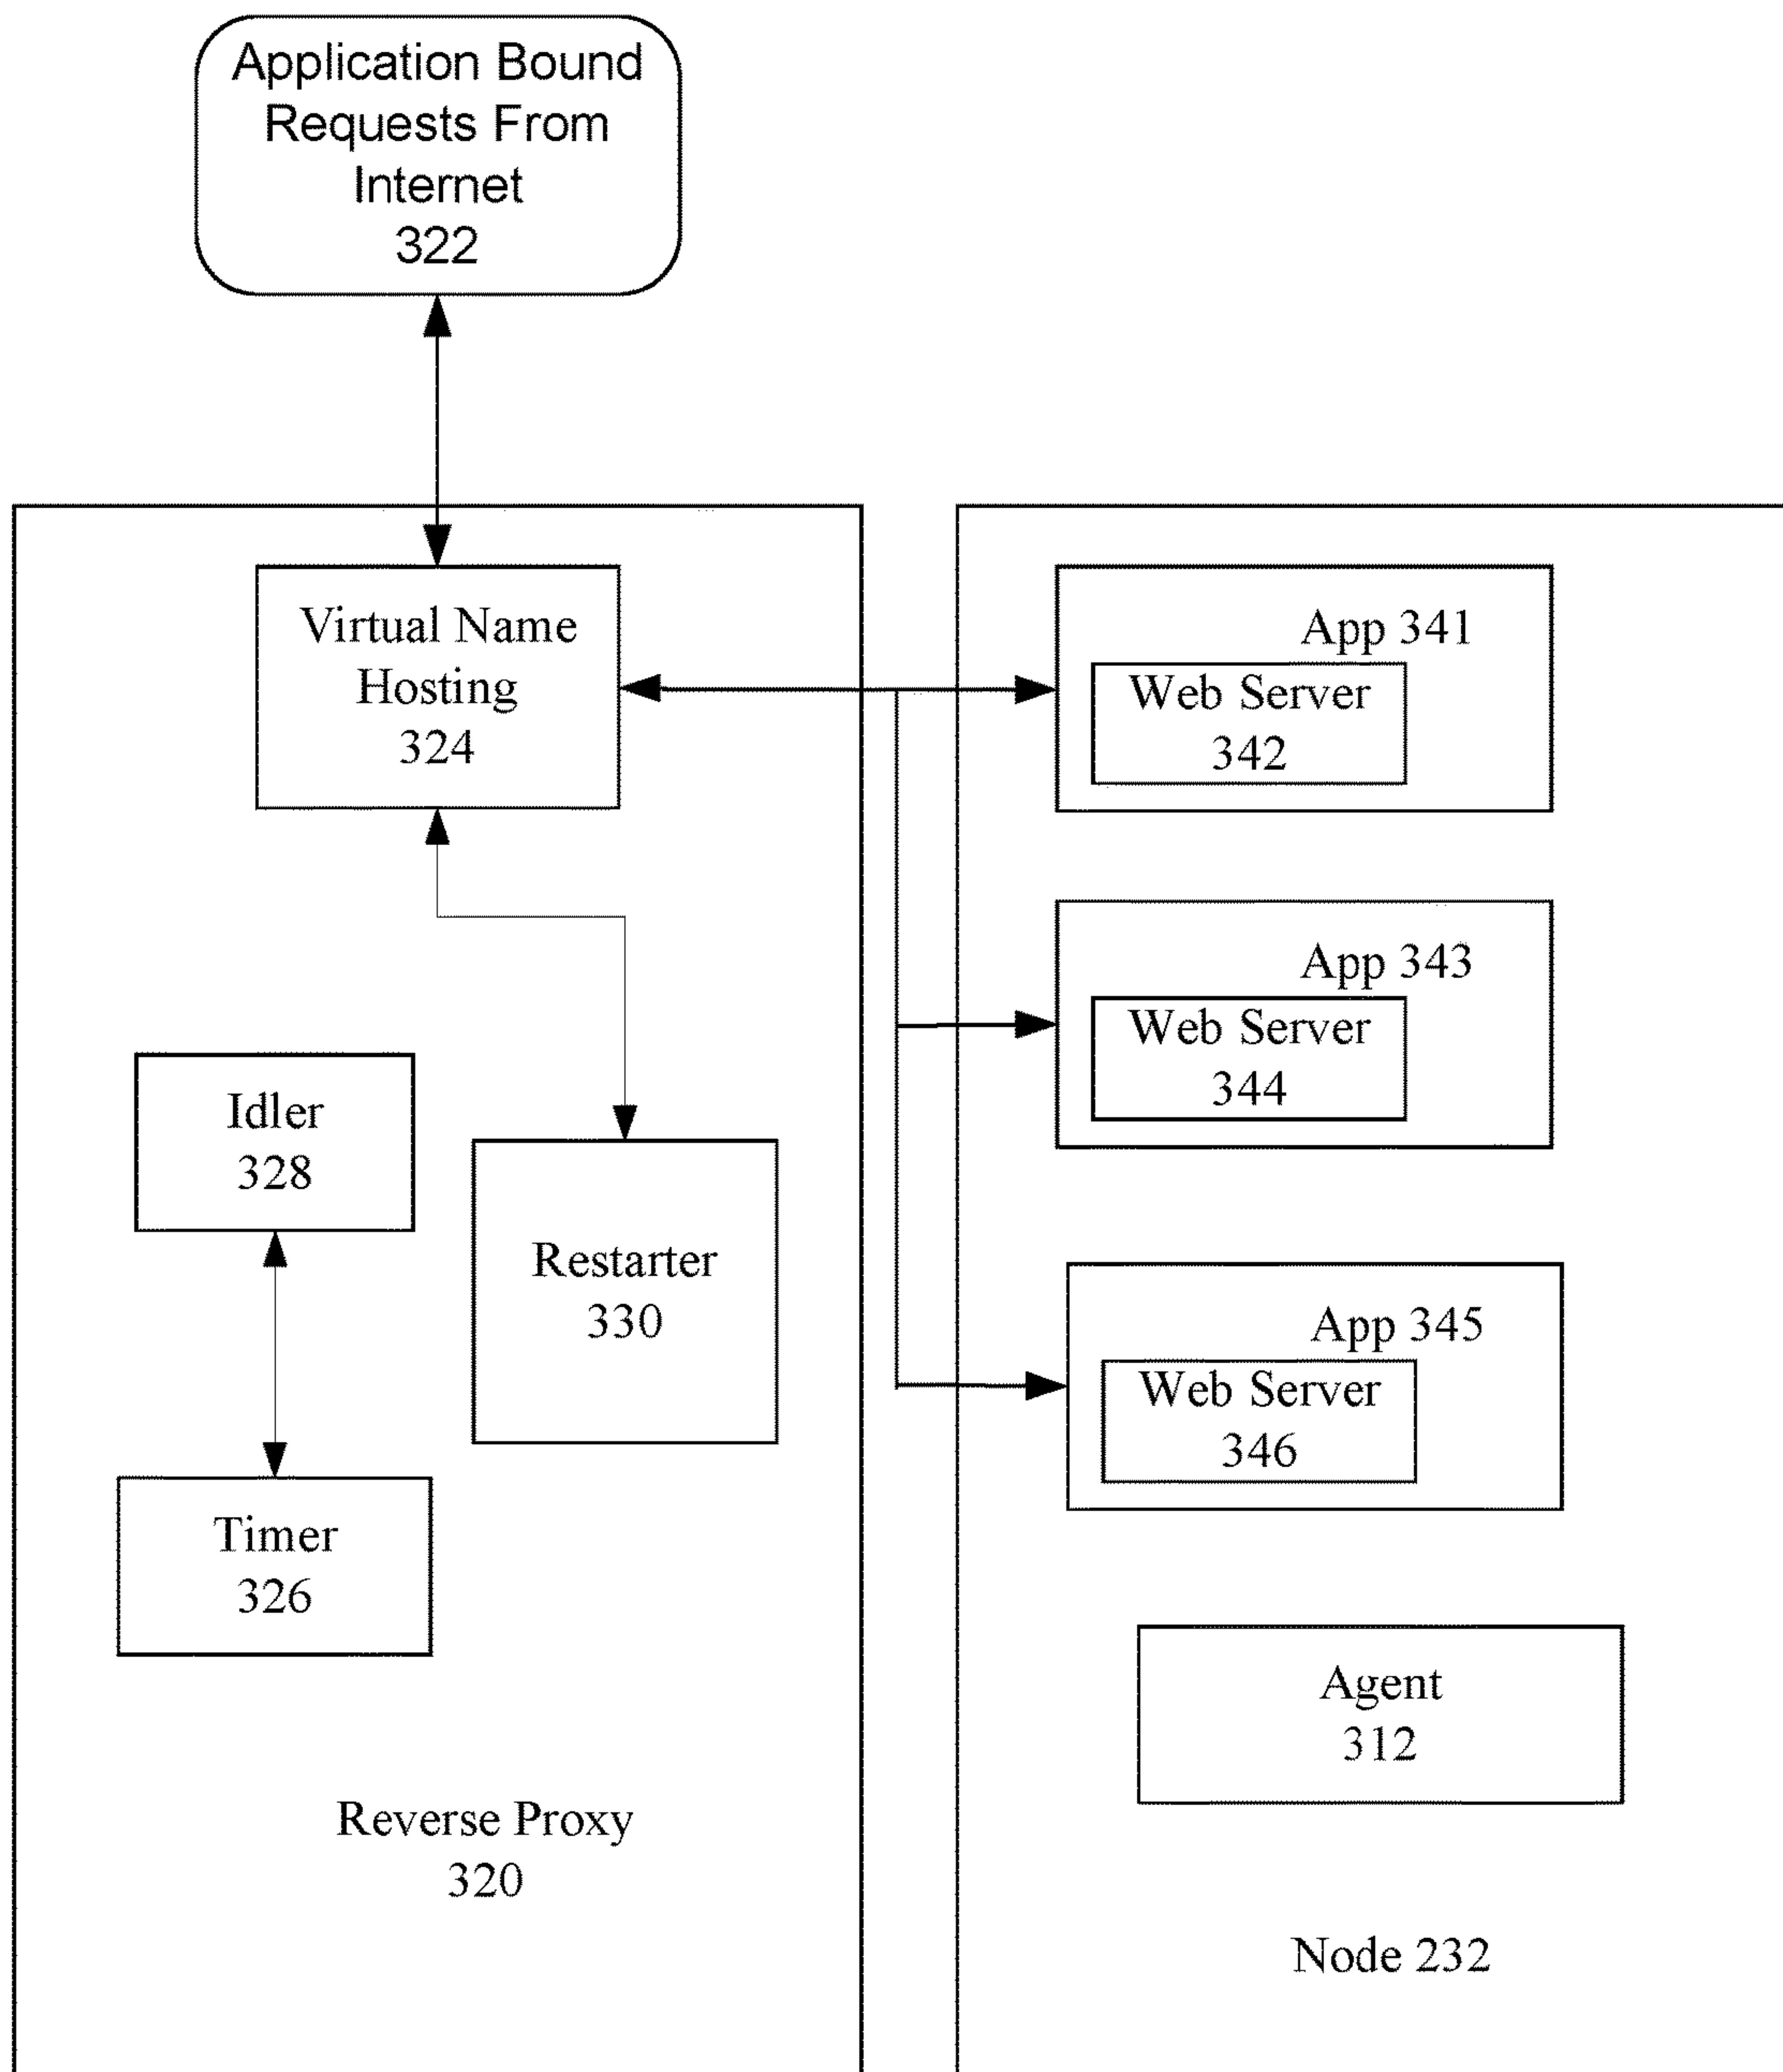 Application Bound
Requests From
Internet
322
Virtual Name
Hosting
324
Idler
328
Restarter
330
Timer
326
Reverse Proxy
320
App 341
Web Server
342
App 343
Web Server
344
App 345
Web Server
346
Agent
312
Node 232